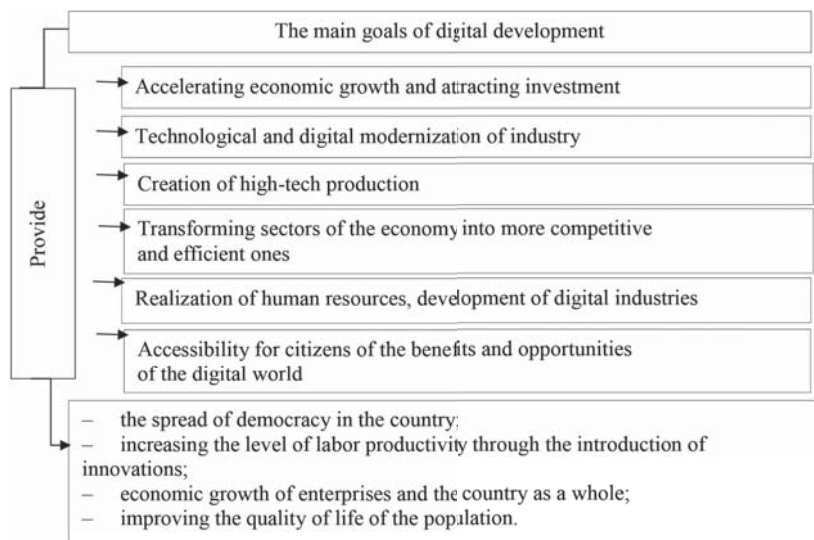 The main goals of digital development
Provide
Accelerating economic growth and attracting investment
Technological and digital modernization of industry
Creation of high-tech production
Transforming sectors of the economy into more competitive
and efficient ones
Realization of human resources, development of digital industries
Accessibility for citizens of the benefits and opportunities
of the digital world
– the spread of democracy in the country;
– increasing the level of labor productivity through the introduction of
innovations;
– economic growth of enterprises and the country as a whole;
– improving the quality of life of the population.